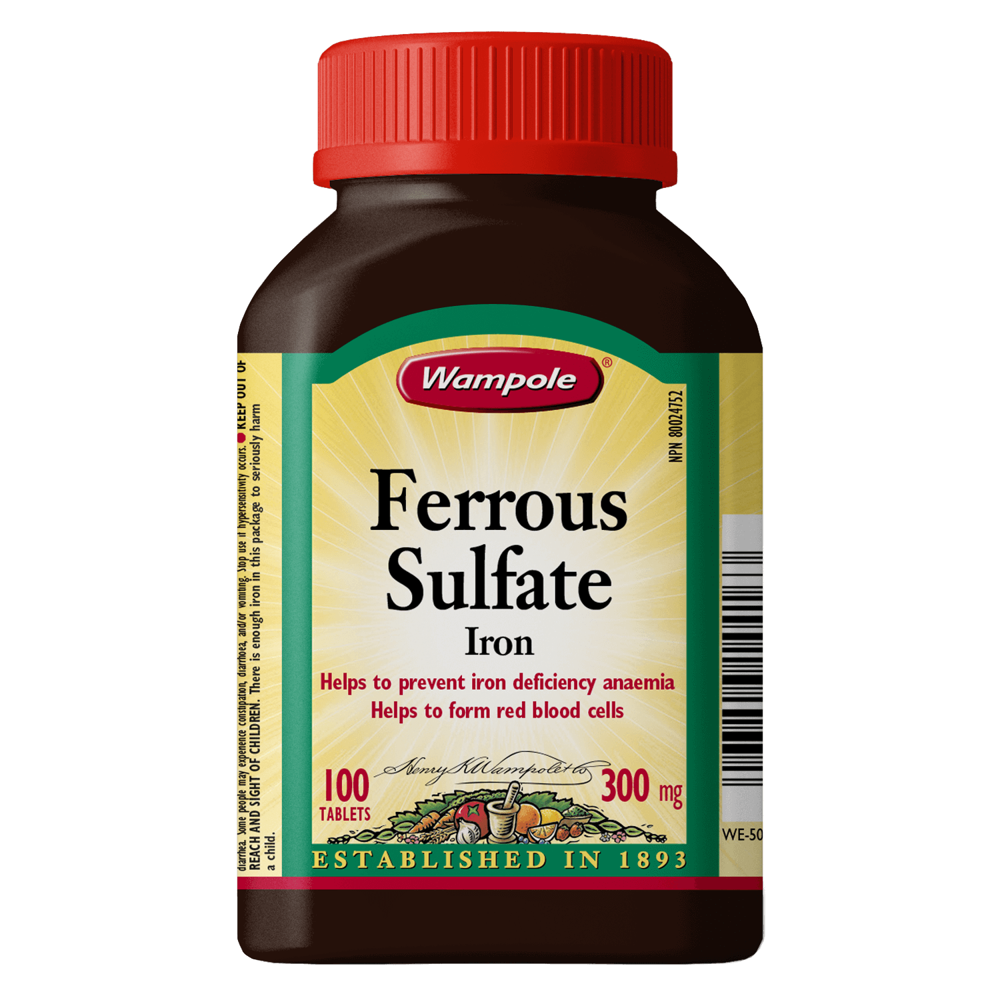 Wampole®
NPN 80024752
Ferrous
Sulfate
Iron
Helps to prevent iron deficiency anaemia
Helps to form red blood cells
Henry K Wampole & Co
100
TABLETS
300 mg
ESTABLISHED IN 1893
diarrhea. Some people may experience constipation, diarrhoea, and/or vomiting. Stop use if hypersensitivity occurs. ● KEEP OUT OF
REACH AND SIGHT OF CHILDREN. There is enough iron in this package to seriously harm
a child.
WE-50